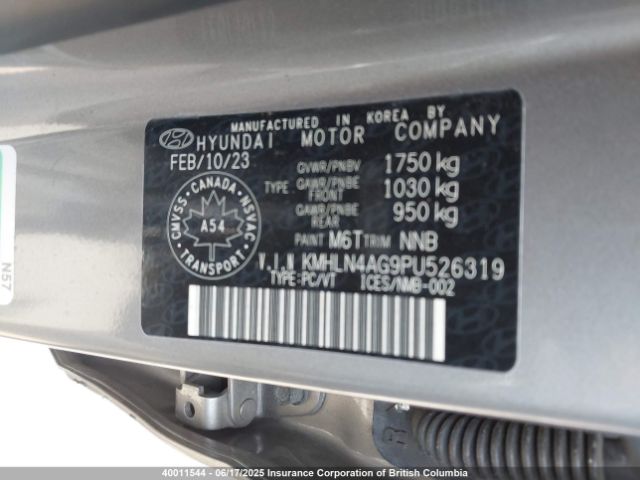 MANUFACTURED IN KOREA BY
HYUNDAI MOTOR COMPANY
FEB/10/23
GVWR/PNBV 1750 kg
TYPE GAWR/PNBE FRONT 1030 kg
GAWR/PNBE REAR 950 kg
CANADA
CMVSS NSVAC
A54
TRANSPORT
PAINT M6T TRIM NNB
V.I.N KMHLN4AG9PU526319
TYPE:PC/VT ICES/NMB-002
N57
40011544 - 06/17/2025 Insurance Corporation of British Columbia